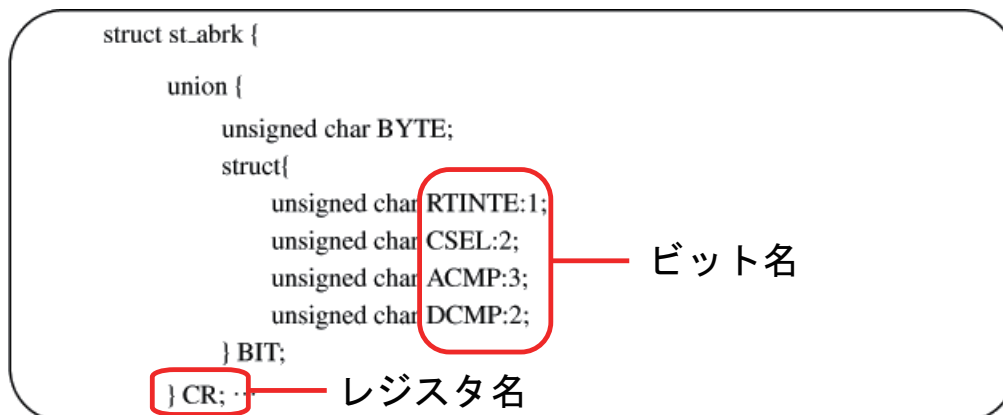 struct st_abrk {
union {
unsigned char BYTE;
struct{
unsigned char RTINTE:1;
unsigned char CSEL:2;
unsigned char ACMP:3;
unsigned char DCMP:2;
ビット名
} BIT;
} CR; …
レジスタ名